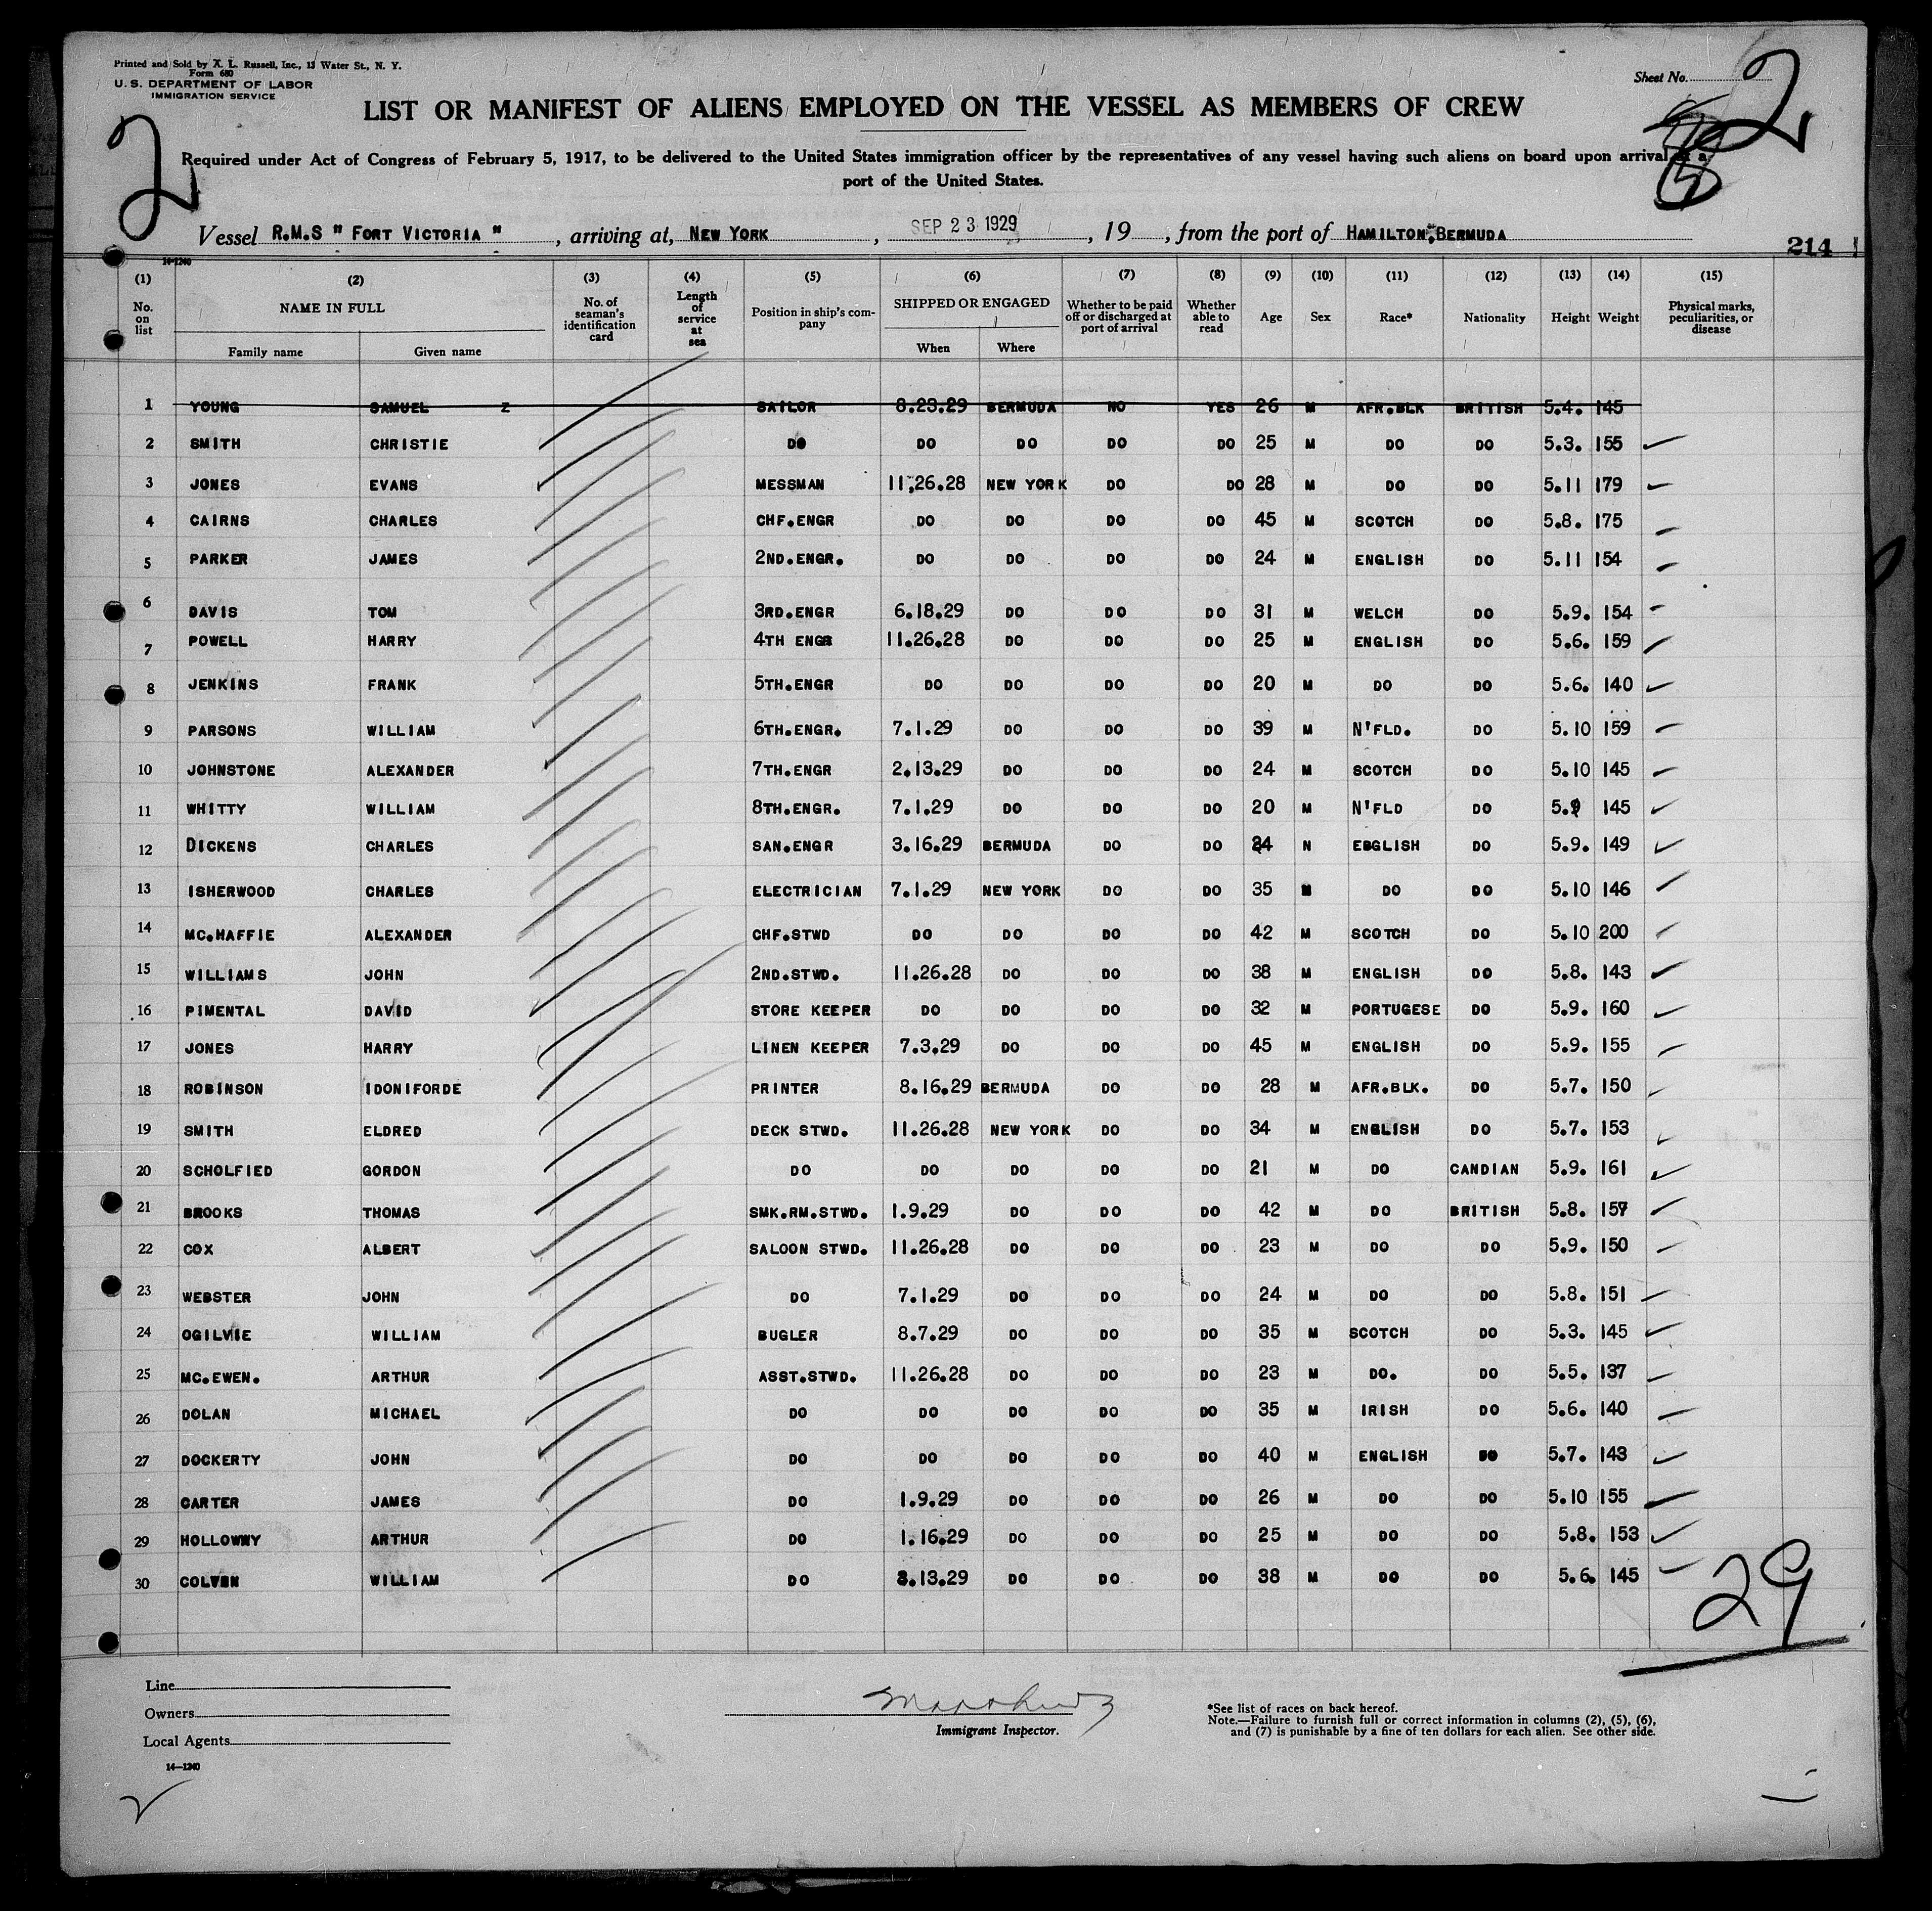 Printed and Sold by X. L. Russell, Inc., 13 Water St., N. Y.
Form 680
U. S. DEPARTMENT OF LABOR
IMMIGRATION SERVICE
Sheet No.
2
2
LIST OR MANIFEST OF ALIENS EMPLOYED ON THE VESSEL AS MEMBERS OF CREW
Required under Act of Congress of February 5, 1917, to be delivered to the United States immigration officer by the representatives of any vessel having such aliens on board upon arrival at a
port of the United States.
Vessel R.M.S " FORT VICTORIA " , arriving at, NEW YORK , SEP 23 1929 , 19 , from the port of HAMILTON, BERMUDA
214
14-1240
(1) No. on list (2) NAME IN FULL Family name Given name (3) No. of seaman's identification card (4) Length of service at sea (5) Position in ship's company (6) SHIPPED OR ENGAGED When Where (7) Whether to be paid off or discharged at port of arrival (8) Whether able to read (9) Age (10) Sex (11) Race* (12) Nationality (13) Height (14) Weight (15) Physical marks, peculiarities, or disease
1 YOUNG SAMUEL Z SAILOR 8.23.29 BERMUDA NO YES 26 M AFR.BLK BRITISH 5.4. 145
2 SMITH CHRISTIE DO DO DO DO DO 25 M DO DO 5.3. 155
3 JONES EVANS MESSMAN 11.26.28 NEW YORK DO DO 28 M DO DO 5.11 179
4 CAIRNS CHARLES CHF.ENGR DO DO DO DO 45 M SCOTCH DO 5.8. 175
5 PARKER JAMES 2ND.ENGR. DO DO DO DO 24 M ENGLISH DO 5.11 154
6 DAVIS TOM 3RD.ENGR 6.18.29 DO DO DO 31 M WELCH DO 5.9. 154
7 POWELL HARRY 4TH ENGR 11.26.28 DO DO DO 25 M ENGLISH DO 5.6. 159
8 JENKINS FRANK 5TH.ENGR DO DO DO DO 20 M DO DO 5.6. 140
9 PARSONS WILLIAM 6TH.ENGR. 7.1.29 DO DO DO 39 M N'FLD. DO 5.10 159
10 JOHNSTONE ALEXANDER 7TH.ENGR 2.13.29 DO DO DO 24 M SCOTCH DO 5.10 145
11 WHITTY WILLIAM 8TH.ENGR. 7.1.29 DO DO DO 20 M N'FLD DO 5.9 145
12 DICKENS CHARLES SAN.ENGR 3.16.29 BERMUDA DO DO N EBGLISH DO 5.9. 149
13 ISHERWOOD CHARLES ELECTRICIAN 7.1.29 NEW YORK DO DO 35 M DO DO 5.10 146
14 MC.HAFFIE ALEXANDER CHF.STWD DO DO DO DO 42 M SCOTCH DO 5.10 200
15 WILLIAMS JOHN 2ND.STWD. 11.26.28 DO DO DO 38 M ENGLISH DO 5.8. 143
16 PIMENTAL DAVID STORE KEEPER DO DO DO DO 32 M PORTUGESE DO 5.9. 160
17 JONES HARRY LINEN KEEPER 7.3.29 DO DO DO 45 M ENGLISH DO 5.9. 155
18 ROBINSON IDONIFORDE PRINTER 8.16.29 BERMUDA DO DO 28 M AFR.BLK. DO 5.7. 150
19 SMITH ELDRED DECK STWD. 11.26.28 NEW YORK DO DO 34 M ENGLISH DO 5.7. 153
20 SCHOLFIED GORDON DO DO DO DO DO 21 M DO CANDIAN 5.9. 161
21 BROOKS THOMAS SMK.RM.STWD. 1.9.29 DO DO DO 42 M DO BRITISH 5.8. 157
22 COX ALBERT SALOON STWD. 11.26.28 DO DO DO 23 M DO DO 5.9. 150
23 WEBSTER JOHN DO 7.1.29 DO DO DO 24 M DO DO 5.8. 151
24 OGILVIE WILLIAM BUGLER 8.7.29 DO DO DO 35 M SCOTCH DO 5.3. 145
25 MC.EWEN. ARTHUR ASST.STWD. 11.26.28 DO DO DO 23 M DO. DO 5.5. 137
26 DOLAN MICHAEL DO DO DO DO DO 35 M IRISH DO 5.6. 140
27 DOCKERTY JOHN DO DO DO DO DO 40 M ENGLISH DO 5.7. 143
28 CARTER JAMES DO 1.9.29 DO DO DO 26 M DO DO 5.10 155
29 HOLLOWNY ARTHUR DO 1.16.29 DO DO DO 25 M DO DO 5.8. 153
30 COLVEN WILLIAM DO 3.13.29 DO DO DO 38 M DO DO 5.6. 145
29
Line
Owners
Local Agents
14—1240
Immigrant Inspector.
*See list of races on back hereof.
Note.—Failure to furnish full or correct information in columns (2), (5), (6),
and (7) is punishable by a fine of ten dollars for each alien. See other side.